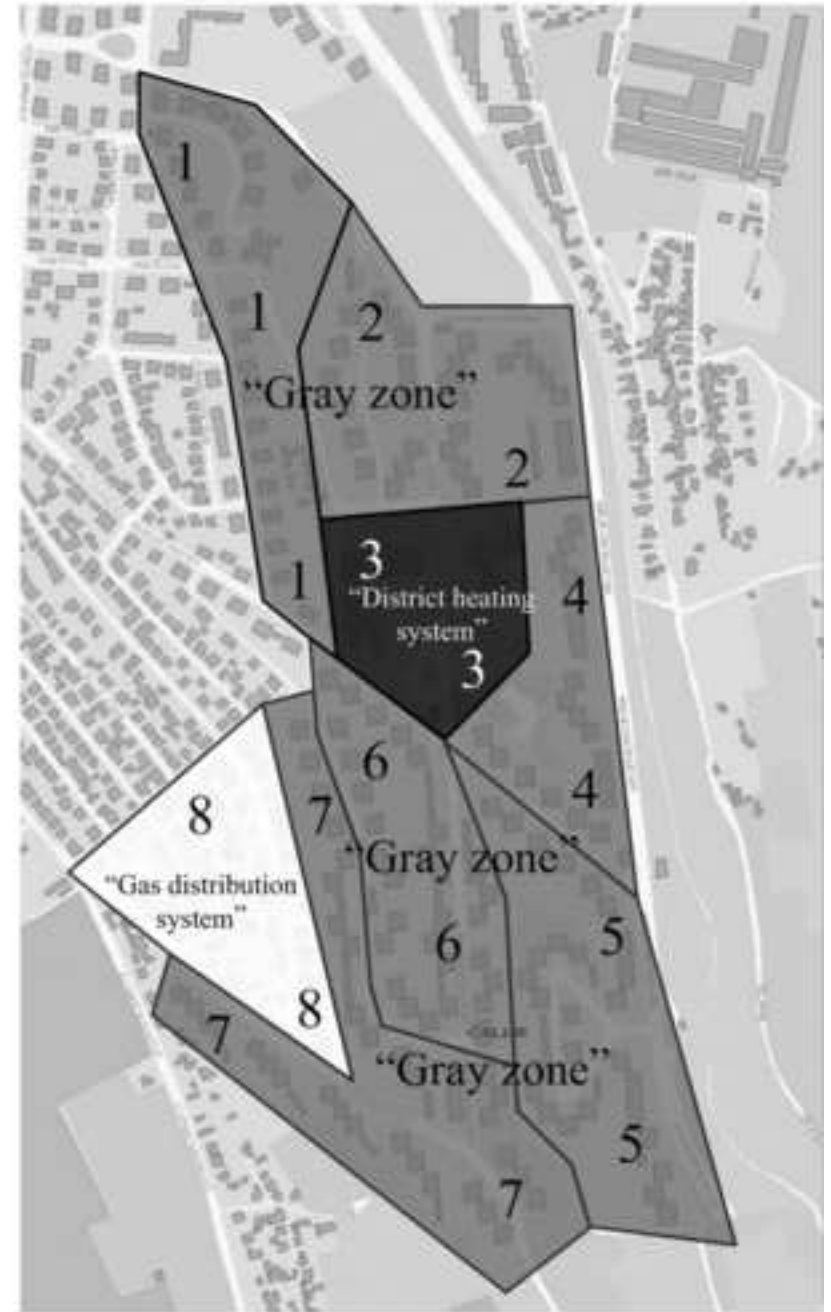 1
1
2
“Gray zone”
2
1
3
“District heating
system”
3
4
6
4
7
8
“Gray zone”
“Gas distribution
system”
6
5
8
7
“Gray zone”
5
7